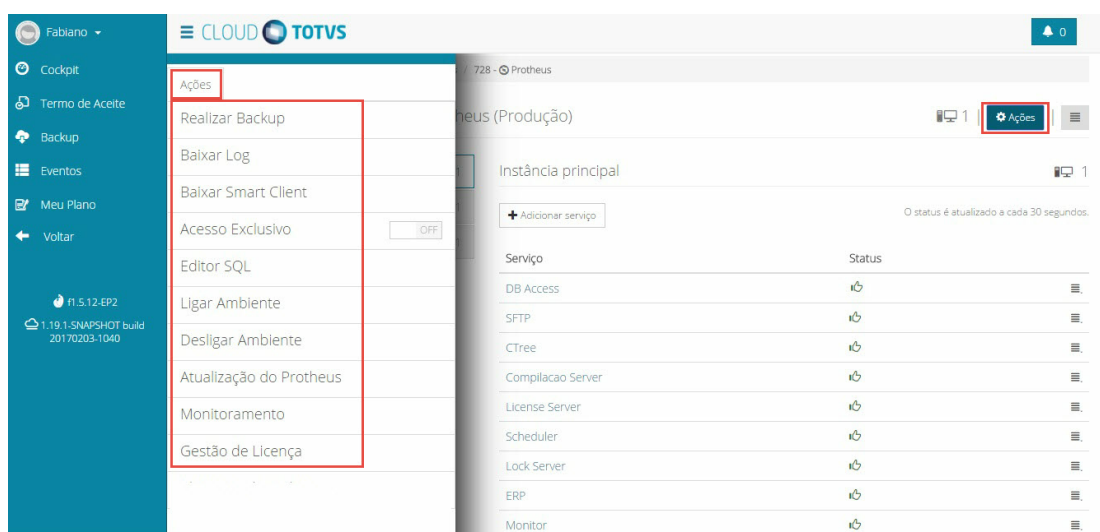 Fabiano
CLOUD TOTVS
0
Cockpit
Termo de Aceite
Backup
Eventos
Meu Plano
Voltar
f1.5.12-EP2
1.19.1-SNAPSHOT build
20170203-1040
Ações
Realizar Backup
Baixar Log
Baixar Smart Client
Acesso Exclusivo OFF
Editor SQL
Ligar Ambiente
Desligar Ambiente
Atualização do Protheus
Monitoramento
Gestão de Licença
/ 728 - Protheus
heus (Produção)
1 | Ações |
1
Instância principal 1
Adicionar serviço
O status é atualizado a cada 30 segundos.
Serviço Status
DB Access
SFTP
CTree
Compilacao Server
License Server
Scheduler
Lock Server
ERP
Monitor